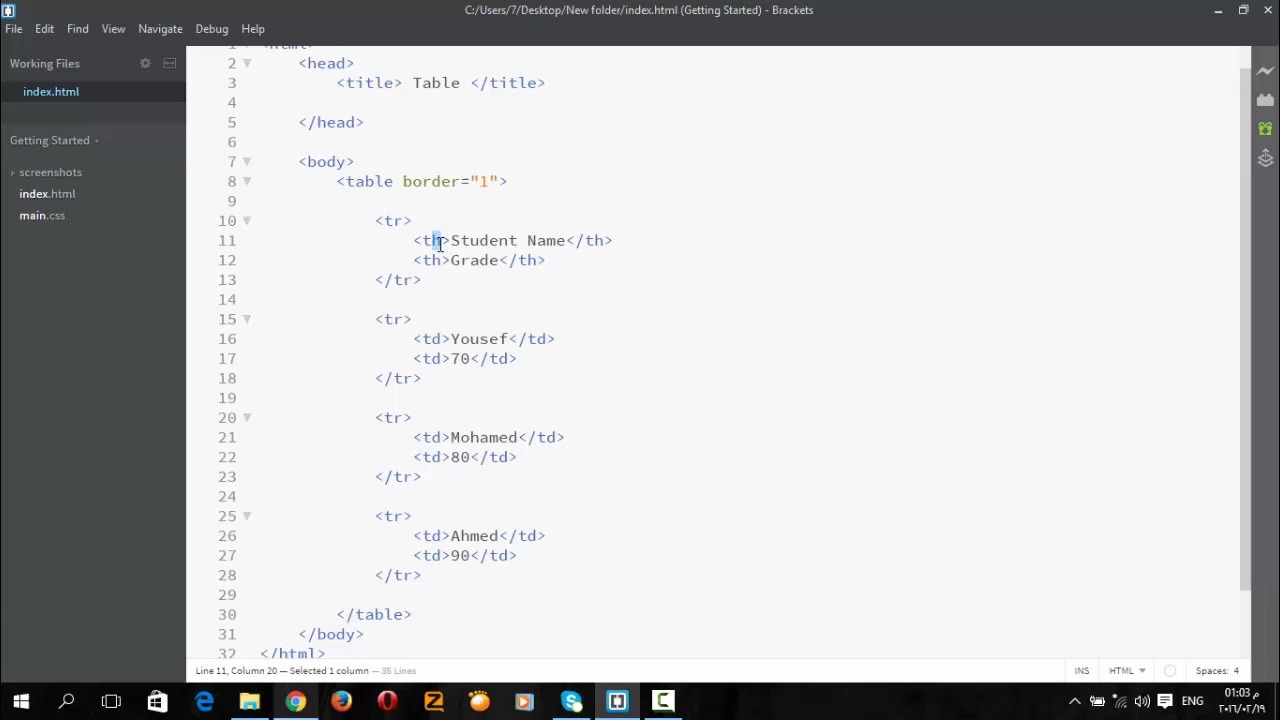 C:/Users/7/Desktop/New folder/index.html (Getting Started) - Brackets
File Edit Find View Navigate Debug Help
Working Files
index.html
Getting Started
screenshots
index.html
main.css
1 <html>
2 <head>
3 <title> Table </title>
4
5 </head>
6
7 <body>
8 <table border="1">
9
10 <tr>
11 <th>Student Name</th>
12 <th>Grade</th>
13 </tr>
14
15 <tr>
16 <td>Yousef</td>
17 <td>70</td>
18 </tr>
19
20 <tr>
21 <td>Mohamed</td>
22 <td>80</td>
23 </tr>
24
25 <tr>
26 <td>Ahmed</td>
27 <td>90</td>
28 </tr>
29
30 </table>
31 </body>
32 </html>
Line 11, Column 20 — Selected 1 column — 35 Lines
INS HTML Spaces: 4
ENG
01:03 م